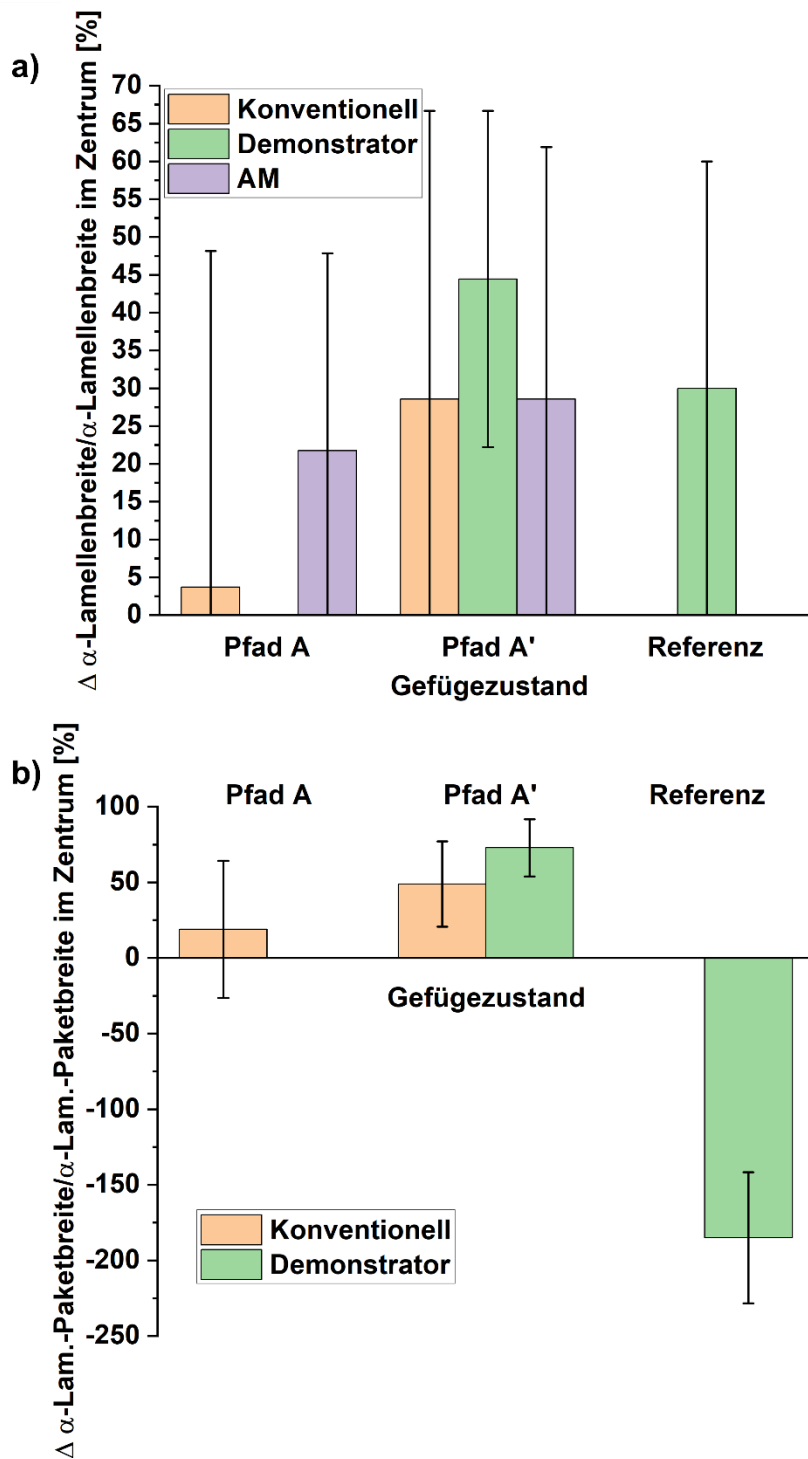 a)
Δ α-Lamellenbreite/α-Lamellenbreite im Zentrum [%]
70
65
60
55
50
45
40
35
30
25
20
15
10
5
0
Konventionell
Demonstrator
AM
Pfad A Pfad A' Referenz
Gefügezustand
b)
Δ α-Lam.-Paketbreite/α-Lam.-Paketbreite im Zentrum [%]
Pfad A Pfad A' Referenz
100
50
0
-50
-100
-150
-200
-250
Gefügezustand
Konventionell
Demonstrator